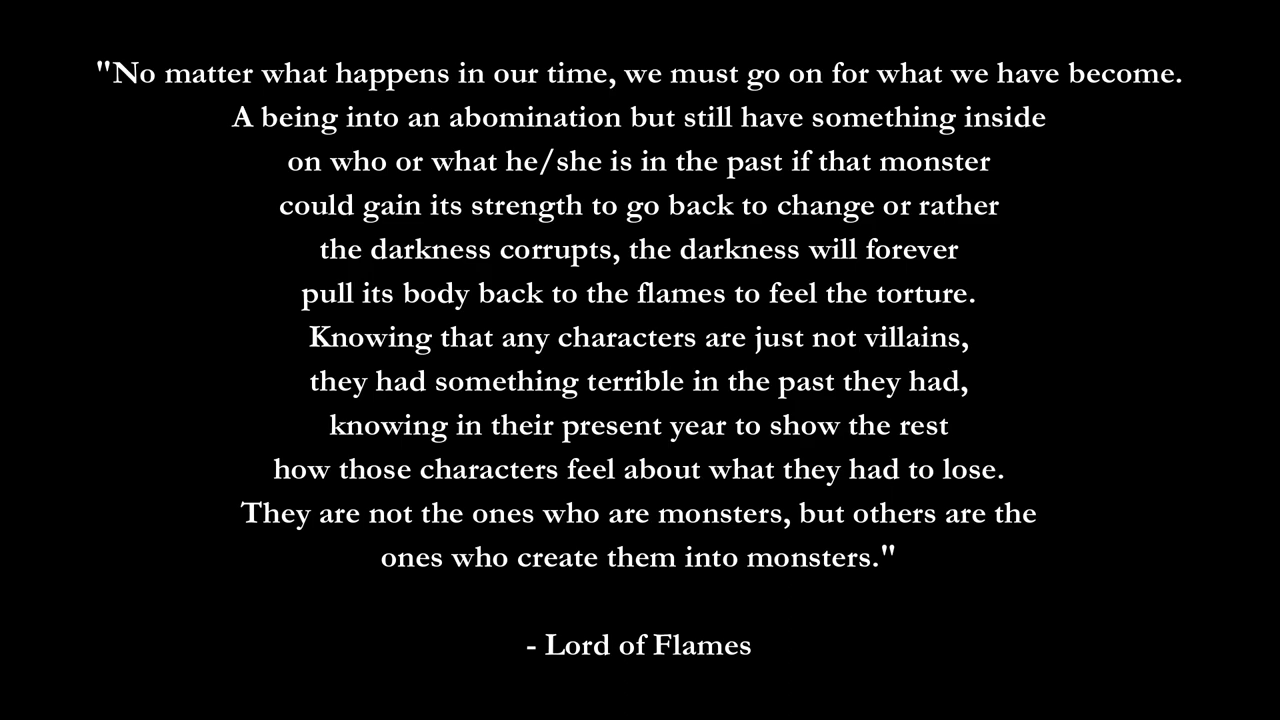 "No matter what happens in our time, we must go on for what we have become.
A being into an abomination but still have something inside
on who or what he/she is in the past if that monster
could gain its strength to go back to change or rather
the darkness corrupts, the darkness will forever
pull its body back to the flames to feel the torture.
Knowing that any characters are just not villains,
they had something terrible in the past they had,
knowing in their present year to show the rest
how those characters feel about what they had to lose.
They are not the ones who are monsters, but others are the
ones who create them into monsters."
- Lord of Flames